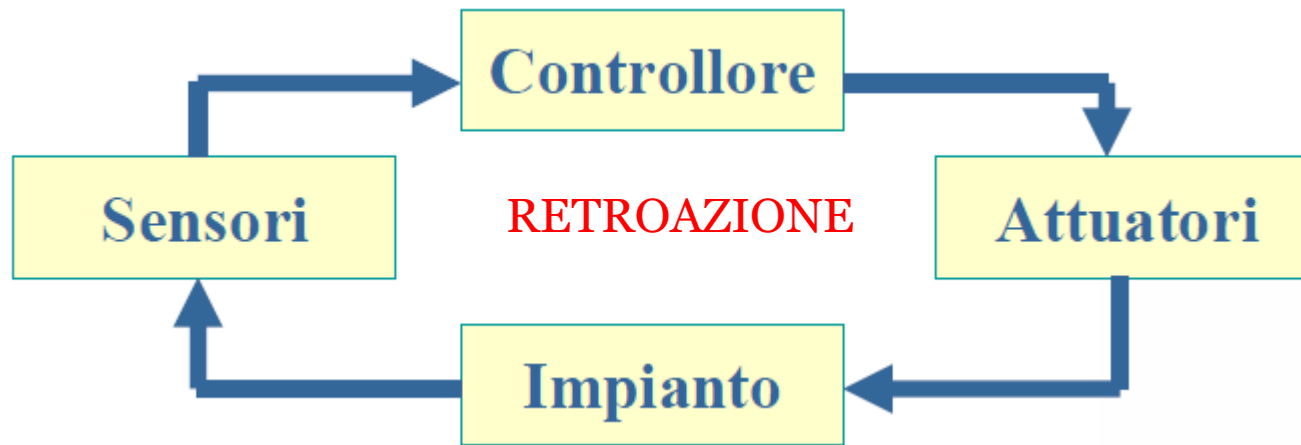 Controllore
Sensori
RETROAZIONE
Attuatori
Impianto